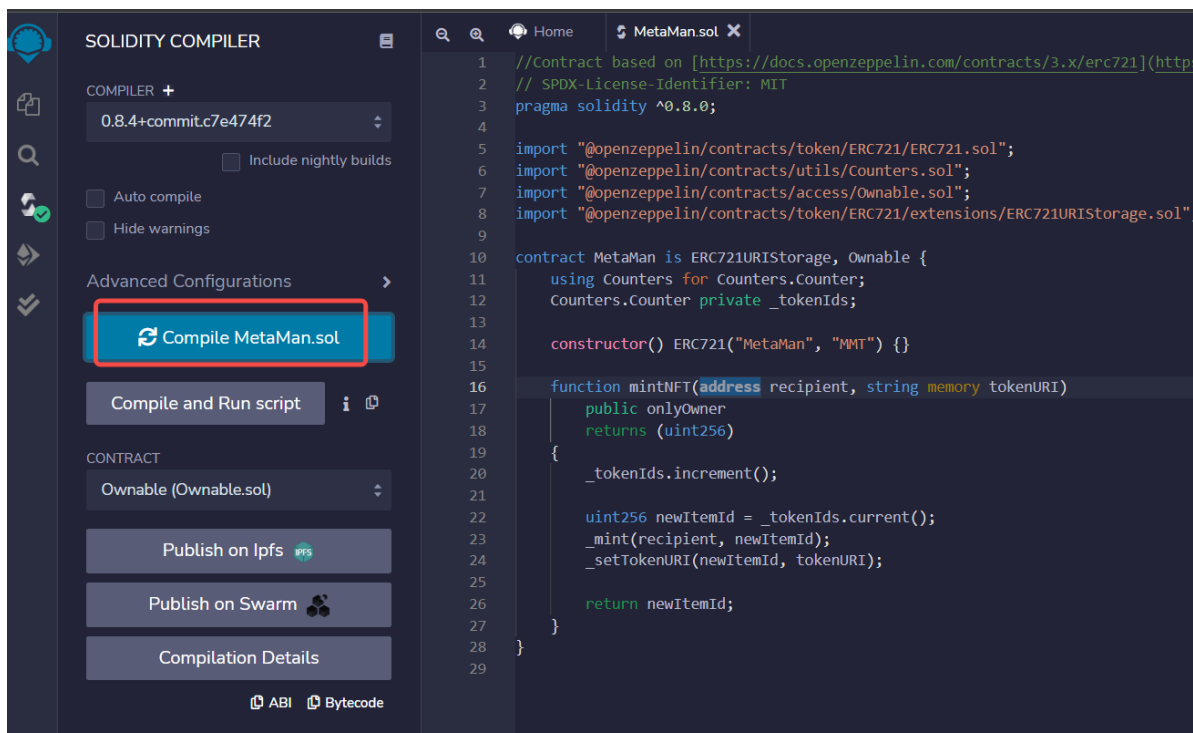 SOLIDITY COMPILER
COMPILER +
0.8.4+commit.c7e474f2
Include nightly builds
Auto compile
Hide warnings
Advanced Configurations
Compile MetaMan.sol
Compile and Run script
CONTRACT
Ownable (Ownable.sol)
Publish on Ipfs IPFS
Publish on Swarm
Compilation Details
ABI Bytecode
Home MetaMan.sol
1 //Contract based on [https://docs.openzeppelin.com/contracts/3.x/erc721](https
2 // SPDX-License-Identifier: MIT
3 pragma solidity ^0.8.0;
4
5 import "@openzeppelin/contracts/token/ERC721/ERC721.sol";
6 import "@openzeppelin/contracts/utils/Counters.sol";
7 import "@openzeppelin/contracts/access/Ownable.sol";
8 import "@openzeppelin/contracts/token/ERC721/extensions/ERC721URIStorage.sol"
9
10 contract MetaMan is ERC721URIStorage, Ownable {
11 using Counters for Counters.Counter;
12 Counters.Counter private _tokenIds;
13
14 constructor() ERC721("MetaMan", "MMT") {}
15
16 function mintNFT(address recipient, string memory tokenURI)
17 public onlyOwner
18 returns (uint256)
19 {
20 _tokenIds.increment();
21
22 uint256 newItemId = _tokenIds.current();
23 _mint(recipient, newItemId);
24 _setTokenURI(newItemId, tokenURI);
25
26 return newItemId;
27 }
28 }
29